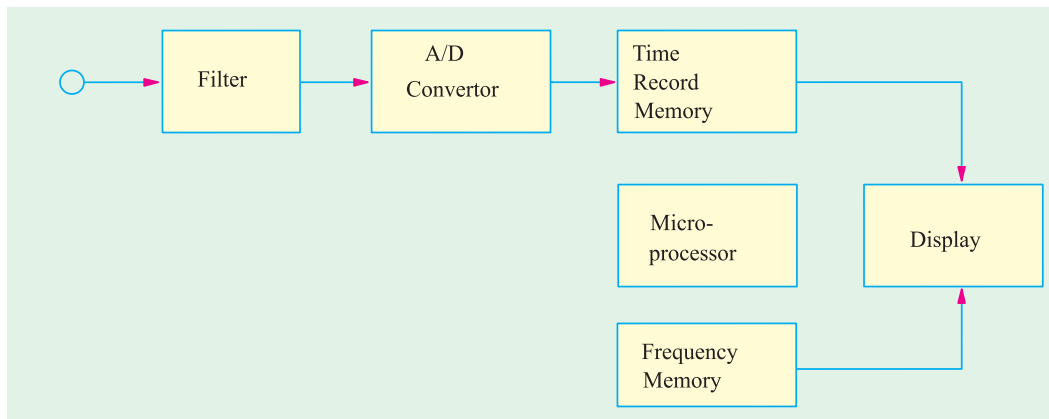 Filter
A/D
Convertor
Time
Record
Memory
Micro-
processor
Display
Frequency
Memory